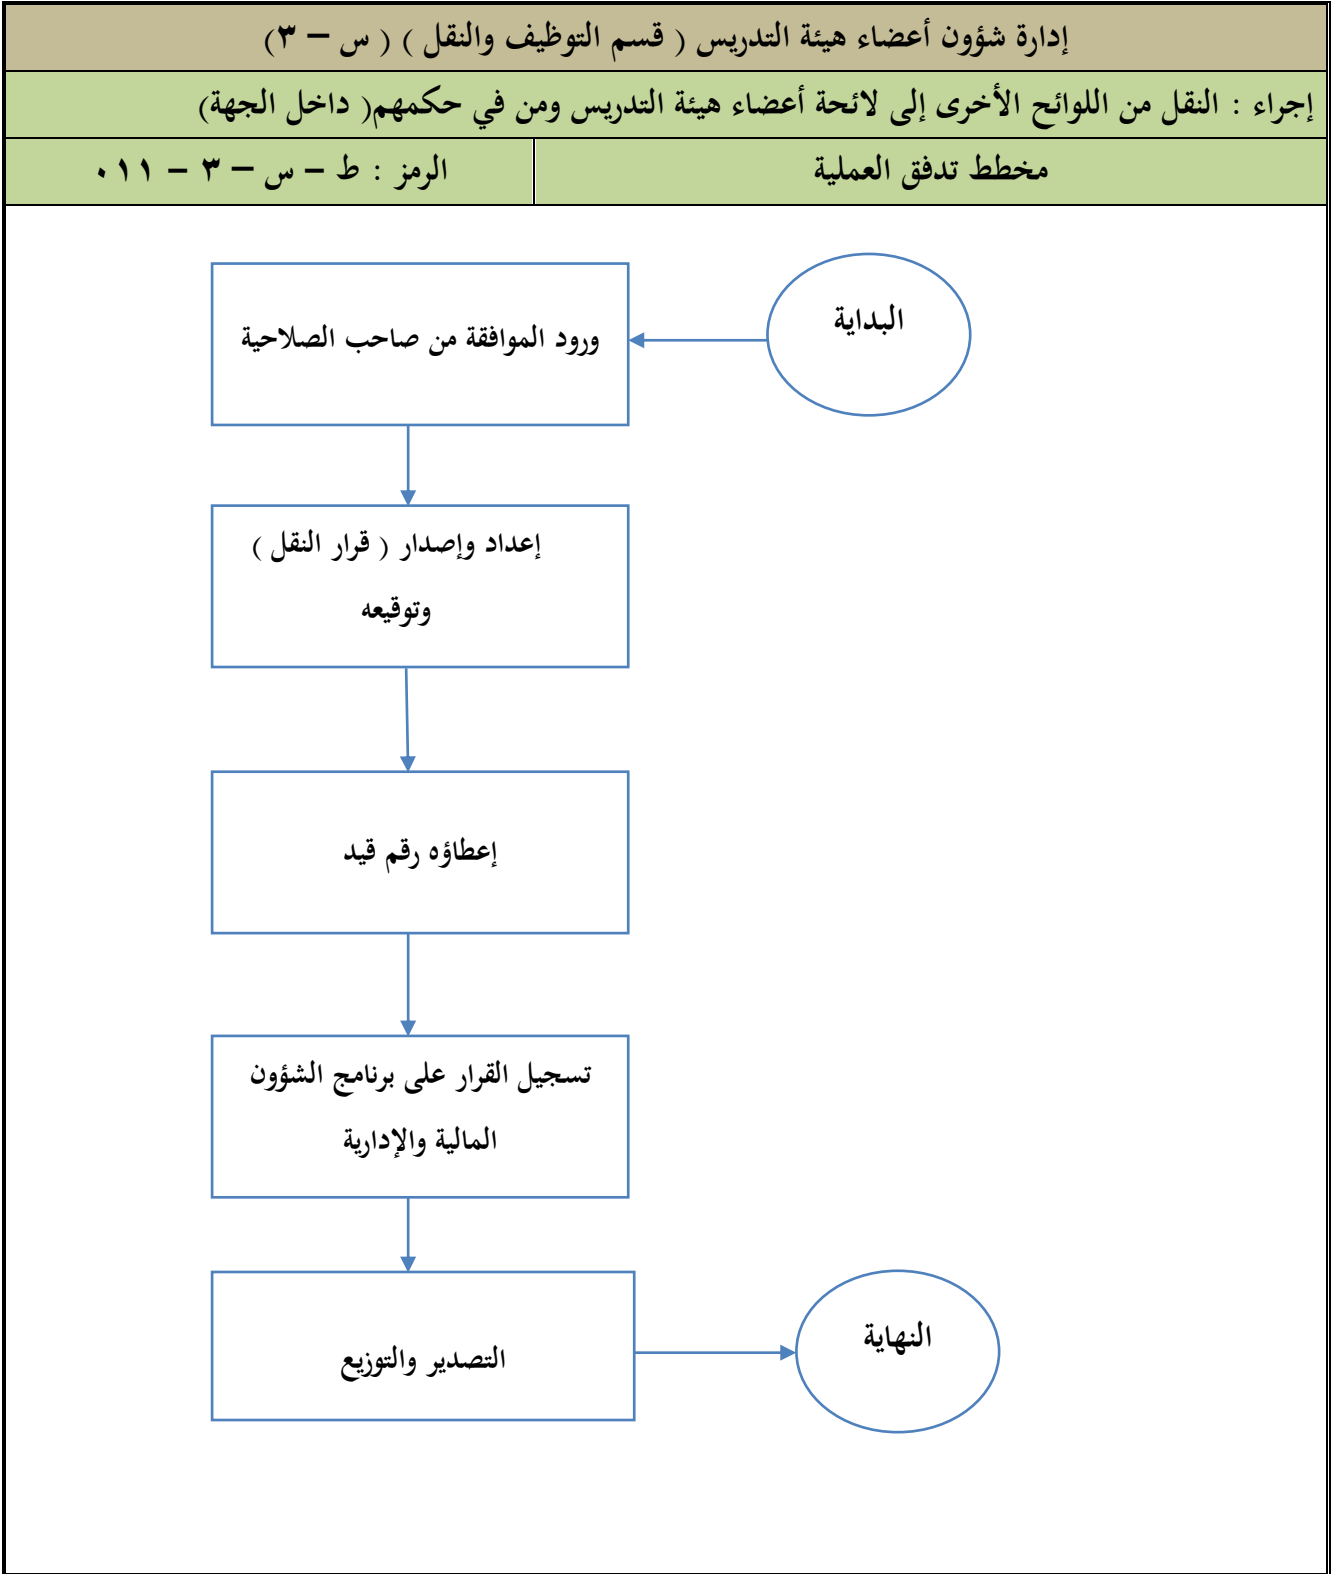 إدارة شؤون أعضاء هيئة التدريس ( قسم التوظيف والنقل ) ( س – ٣)
إجراء : النقل من اللوائح الأخرى إلى لائحة أعضاء هيئة التدريس ومن في حكمهم( داخل الجهة)
مخطط تدفق العملية
الرمز : ط – س – ٣ – ٠١١
البداية
ورود الموافقة من صاحب الصلاحية
إعداد وإصدار ( قرار النقل )
وتوقيعه
إعطاؤه رقم قيد
تسجيل القرار على برنامج الشؤون
المالية والإدارية
التصدير والتوزيع
النهاية